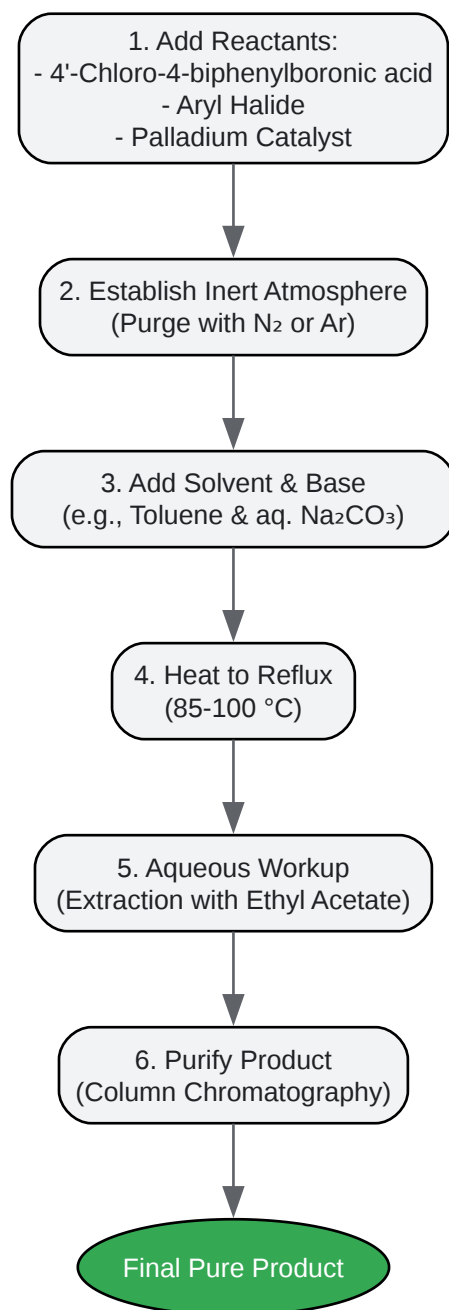 1. Add Reactants:
- 4'-Chloro-4-biphenylboronic acid
- Aryl Halide
- Palladium Catalyst
2. Establish Inert Atmosphere
(Purge with N₂ or Ar)
3. Add Solvent & Base
(e.g., Toluene & aq. Na₂CO₃)
4. Heat to Reflux
(85-100 °C)
5. Aqueous Workup
(Extraction with Ethyl Acetate)
6. Purify Product
(Column Chromatography)
Final Pure Product